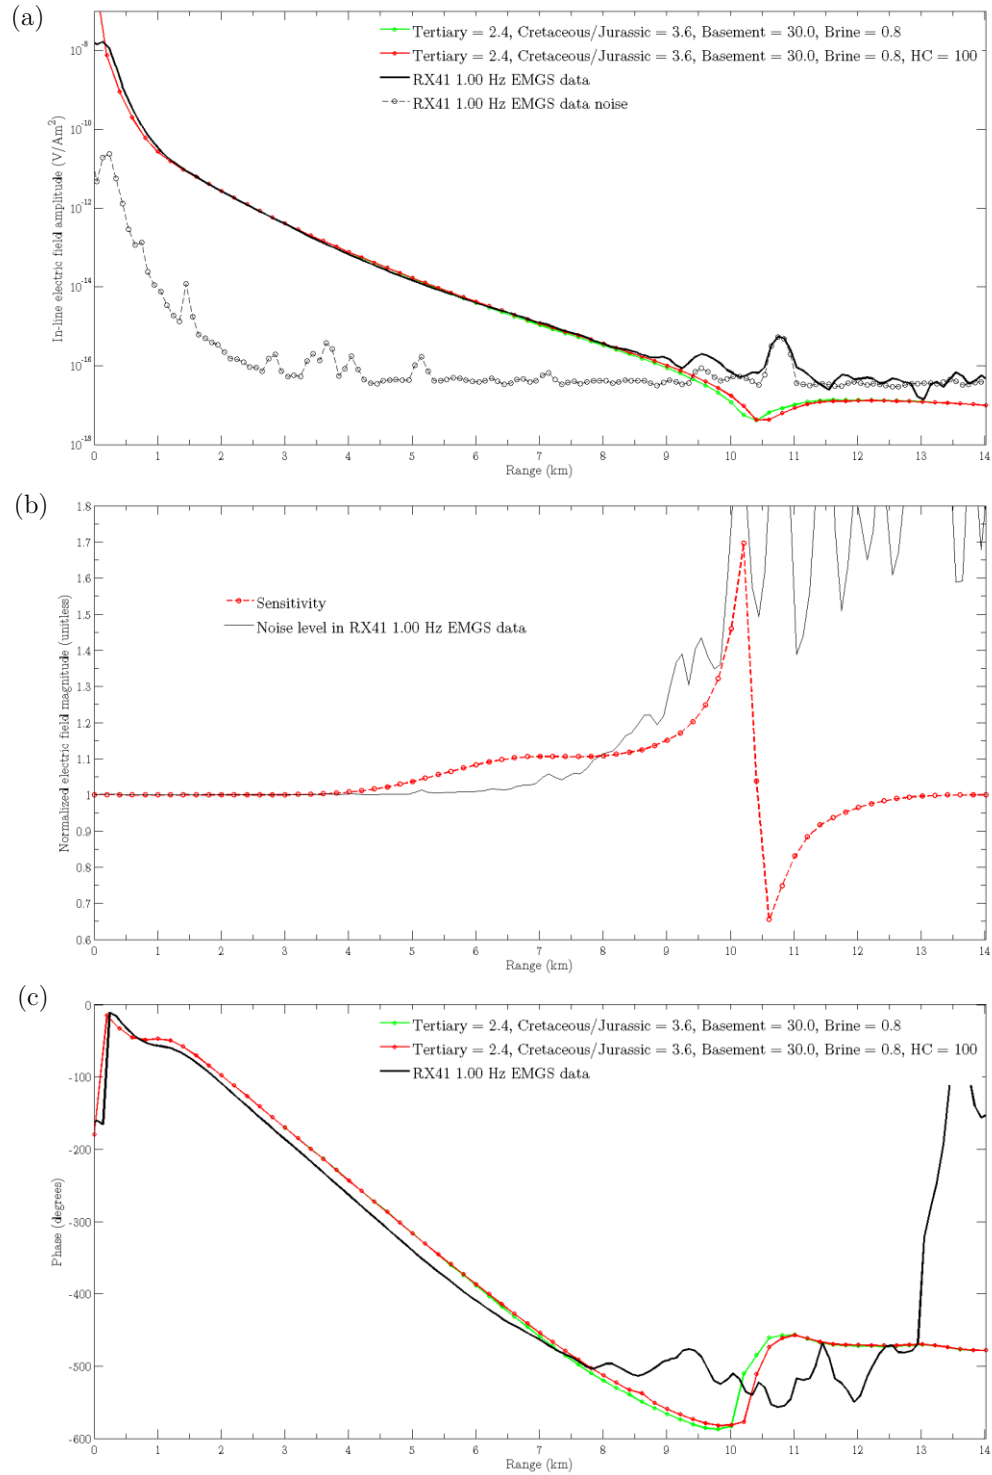 (a)
In-line electric field amplitude (V/Am²)
10⁻⁸
10⁻¹⁰
10⁻¹²
10⁻¹⁴
10⁻¹⁶
10⁻¹⁸
Tertiary = 2.4, Cretaceous/Jurassic = 3.6, Basement = 30.0, Brine = 0.8
Tertiary = 2.4, Cretaceous/Jurassic = 3.6, Basement = 30.0, Brine = 0.8, HC = 100
RX41 1.00 Hz EMGS data
RX41 1.00 Hz EMGS data noise
0 1 2 3 4 5 6 7 8 9 10 11 12 13 14
Range (km)
(b)
Normalized electric field magnitude (unitless)
1.8
1.7
1.6
1.5
1.4
1.3
1.2
1.1
1
0.9
0.8
0.7
0.6
Sensitivity
Noise level in RX41 1.00 Hz EMGS data
0 1 2 3 4 5 6 7 8 9 10 11 12 13 14
Range (km)
(c)
Phase (degrees)
0
-100
-200
-300
-400
-500
-600
Tertiary = 2.4, Cretaceous/Jurassic = 3.6, Basement = 30.0, Brine = 0.8
Tertiary = 2.4, Cretaceous/Jurassic = 3.6, Basement = 30.0, Brine = 0.8, HC = 100
RX41 1.00 Hz EMGS data
0 1 2 3 4 5 6 7 8 9 10 11 12 13 14
Range (km)